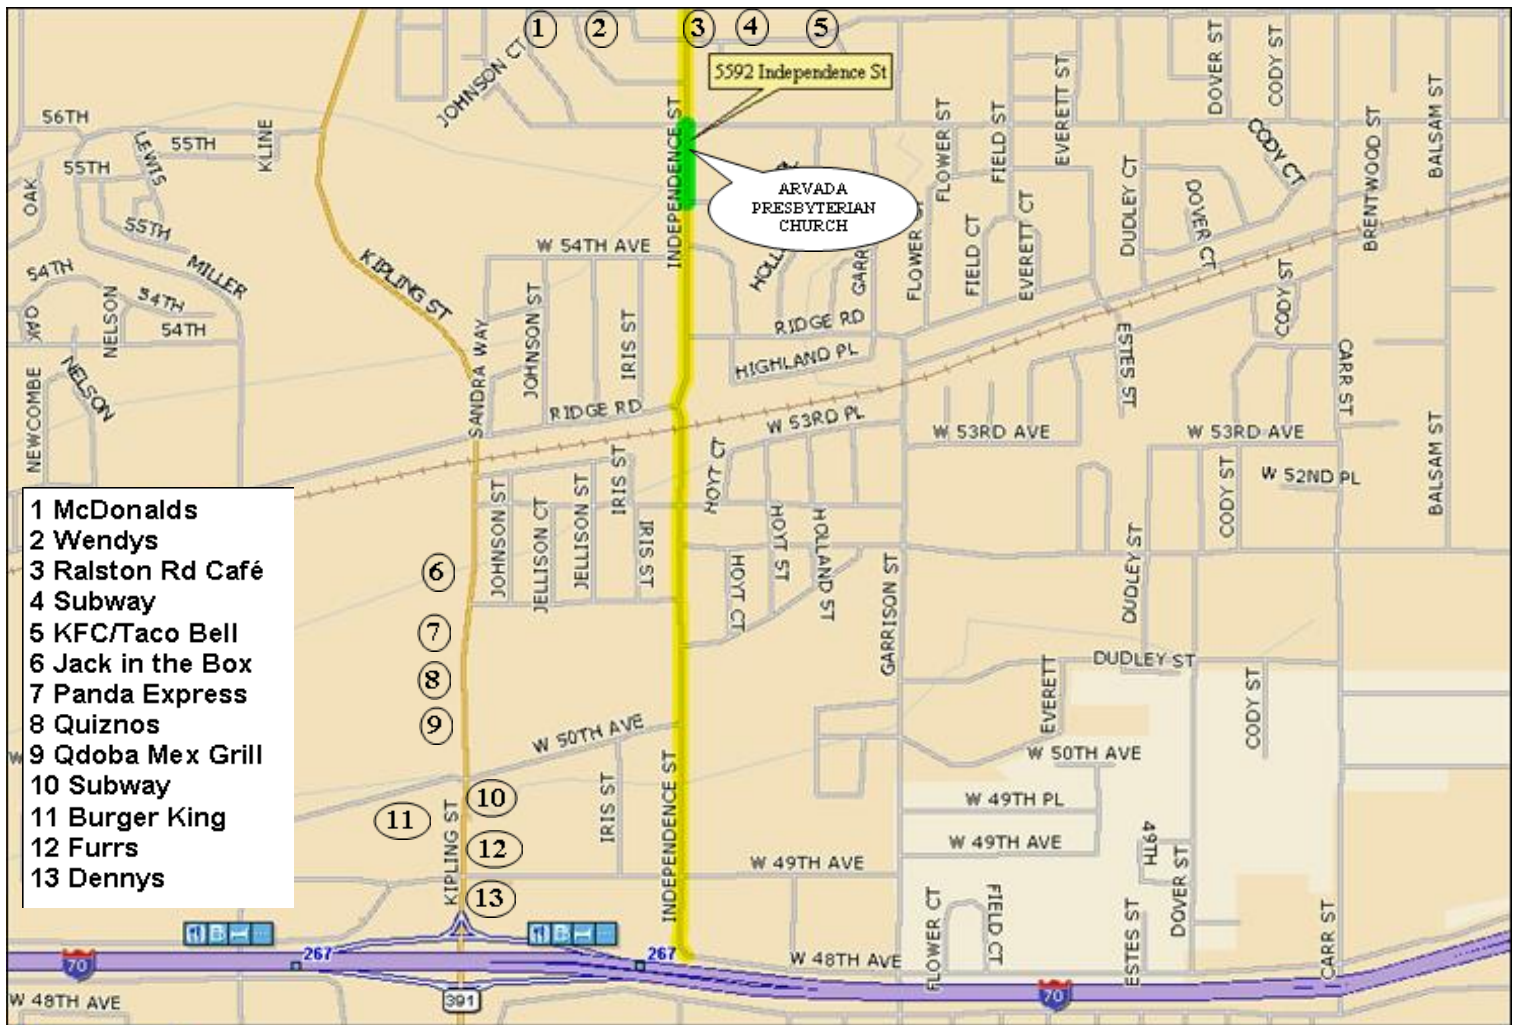 1
2
3
4
5
5592 Independence St
JOHNSON CT
DOVER ST
CODY ST
56TH
LEWIS
55TH
KLINE
55TH
OAK
55TH
INDEPENDENCE ST
FLOWER ST
FIELD ST
EVERETT ST
CODY CT
BRENTWOOD ST
BALSAM ST
ARVADA
PRESBYTERIAN
CHURCH
DUDLEY CT
DOVER CT
W 54TH AVE
54TH
MILLER
KIPLING ST
FIELD CT
EVERETT CT
NELSON
54TH
54TH
OAK
CODY ST
JOHNSON ST
IRIS ST
RIDGE RD
HIGHLAND PL
SANDRA WAY
ESTES ST
CARR ST
NEWCOMBE
NELSON
RIDGE RD
W 53RD PL
W 53RD AVE
W 53RD AVE
BALSAM ST
HOYT CT
W 52ND PL
CODY ST
JOHNSON ST
JELLISON CT
JELLISON ST
IRIS ST
IRIS ST
HOYT ST
HOLLAND ST
HOYT CT
GARRISON ST
DUDLEY ST
1 McDonalds
2 Wendys
3 Ralston Rd Café
4 Subway
5 KFC/Taco Bell
6 Jack in the Box
7 Panda Express
8 Quiznos
9 Qdoba Mex Grill
10 Subway
11 Burger King
12 Furrs
13 Dennys
6
7
8
9
10
11
12
13
DUDLEY ST
EVERETT
CODY ST
W 50TH AVE
W 50TH AVE
W 49TH PL
W 49TH AVE
W 49TH AVE
49TH
DOVER ST
KIPLING ST
IRIS ST
INDEPENDENCE ST
FLOWER CT
FIELD CT
ESTES ST
CARR ST
267
267
70
W 48TH AVE
70
391
W 48TH AVE